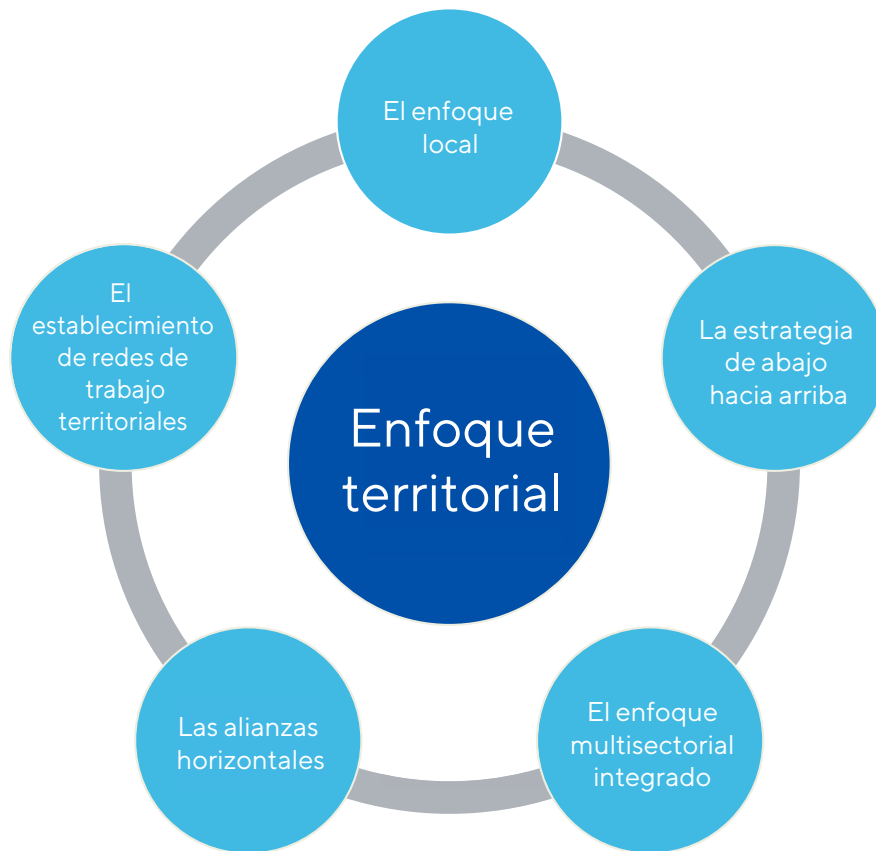 El enfoque
local
La estrategia
de abajo
hacia arriba
El enfoque
multisectorial
integrado
Las alianzas
horizontales
El
establecimiento
de redes de
trabajo
territoriales
Enfoque
territorial